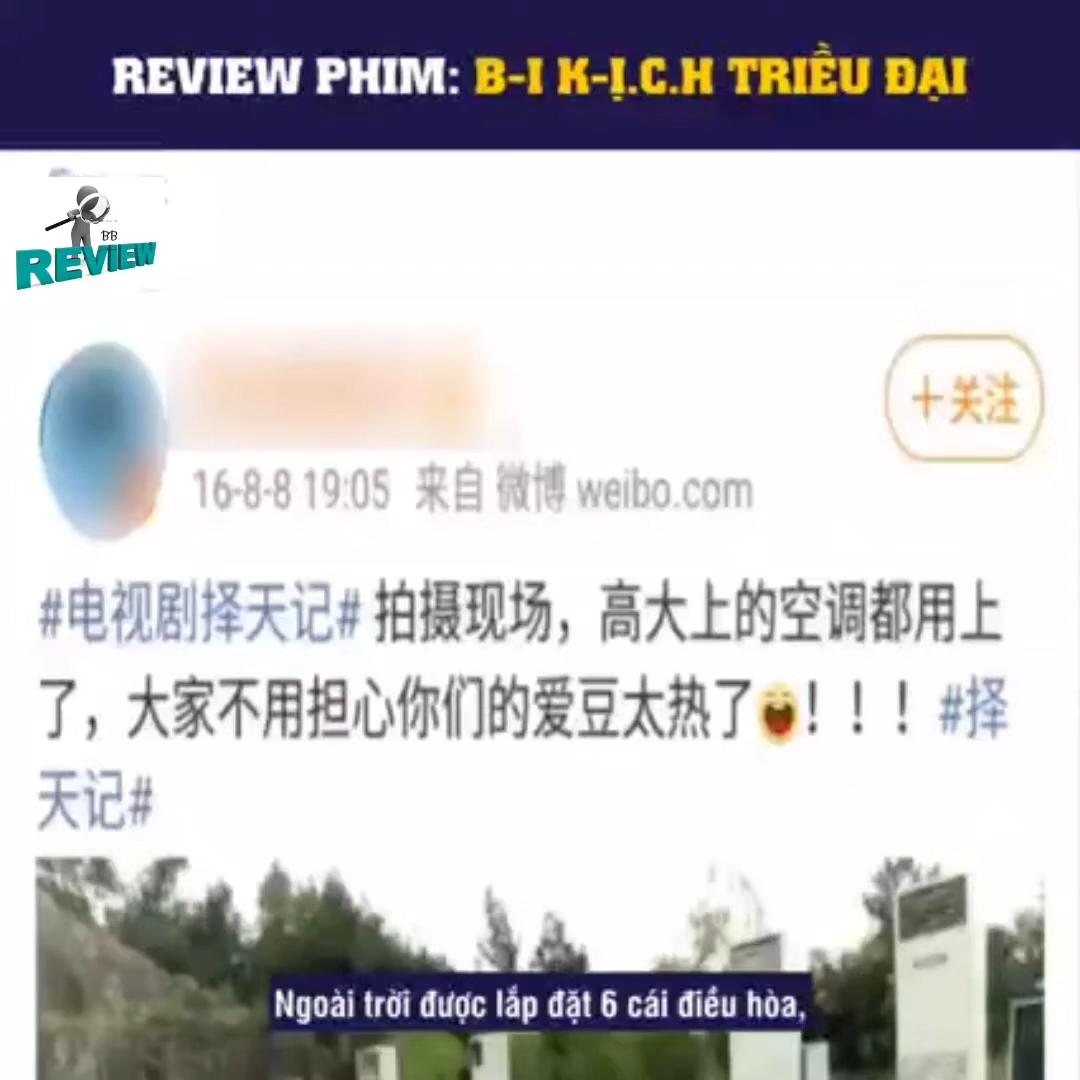 REVIEW PHIM: B-I K-Ị.C.H TRIỀU ĐẠI
BB
REVIEW
+关注
16-8-8 19:05 来自 微博 weibo.com
#电视剧择天记# 拍摄现场，高大上的空调都用上
了，大家不用担心你们的爱豆太热了！！！#择
天记#
Ngoài trời được lắp đặt 6 cái điều hòa,